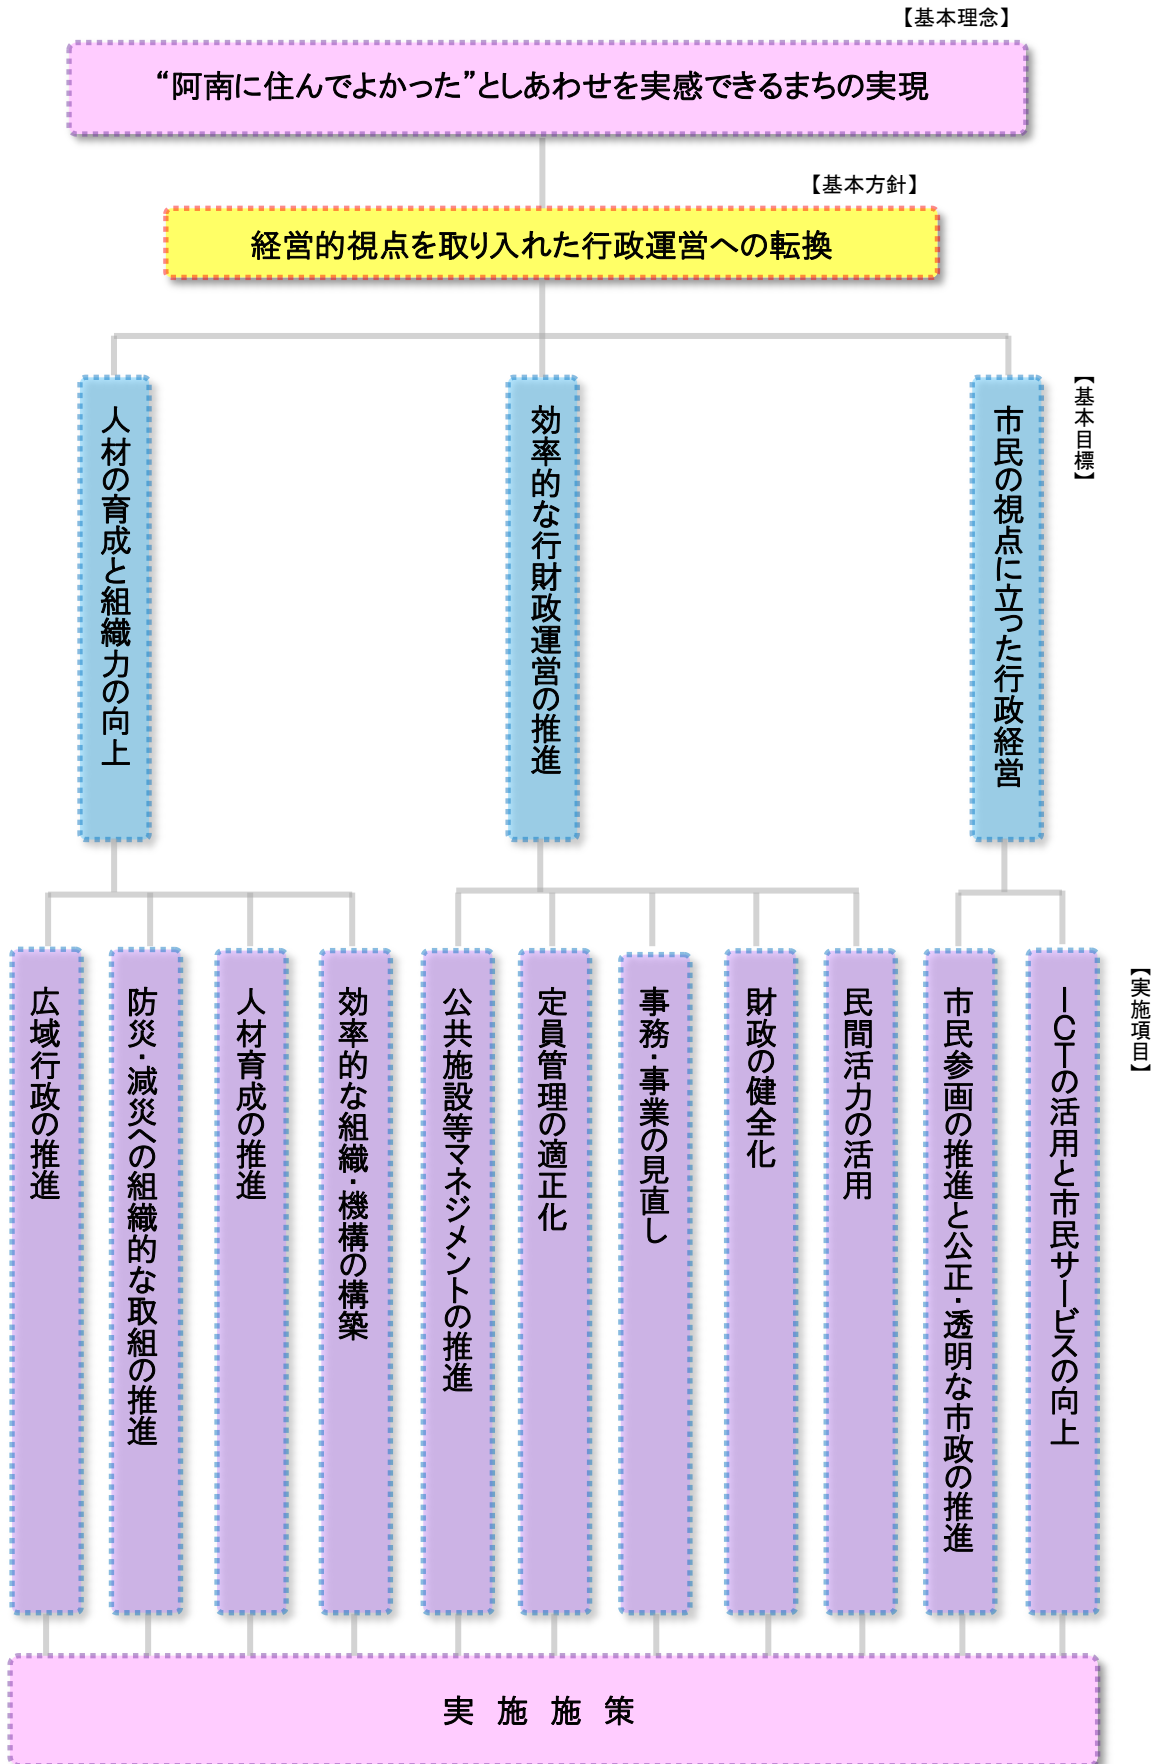 【基本理念】
“阿南に住んでよかった”としあわせを実感できるまちの実現
【基本方針】
経営的視点を取り入れた行政運営への転換
【基本目標】
市民の視点に立った行政経営
効率的な行財政運営の推進
人材の育成と組織力の向上
【実施項目】
ICTの活用と市民サービスの向上
市民参画の推進と公正・透明な市政の推進
民間活力の活用
財政の健全化
事務・事業の見直し
定員管理の適正化
公共施設等マネジメントの推進
効率的な組織・機構の構築
人材育成の推進
防災・減災への組織的な取組の推進
広域行政の推進
実　施　施　策